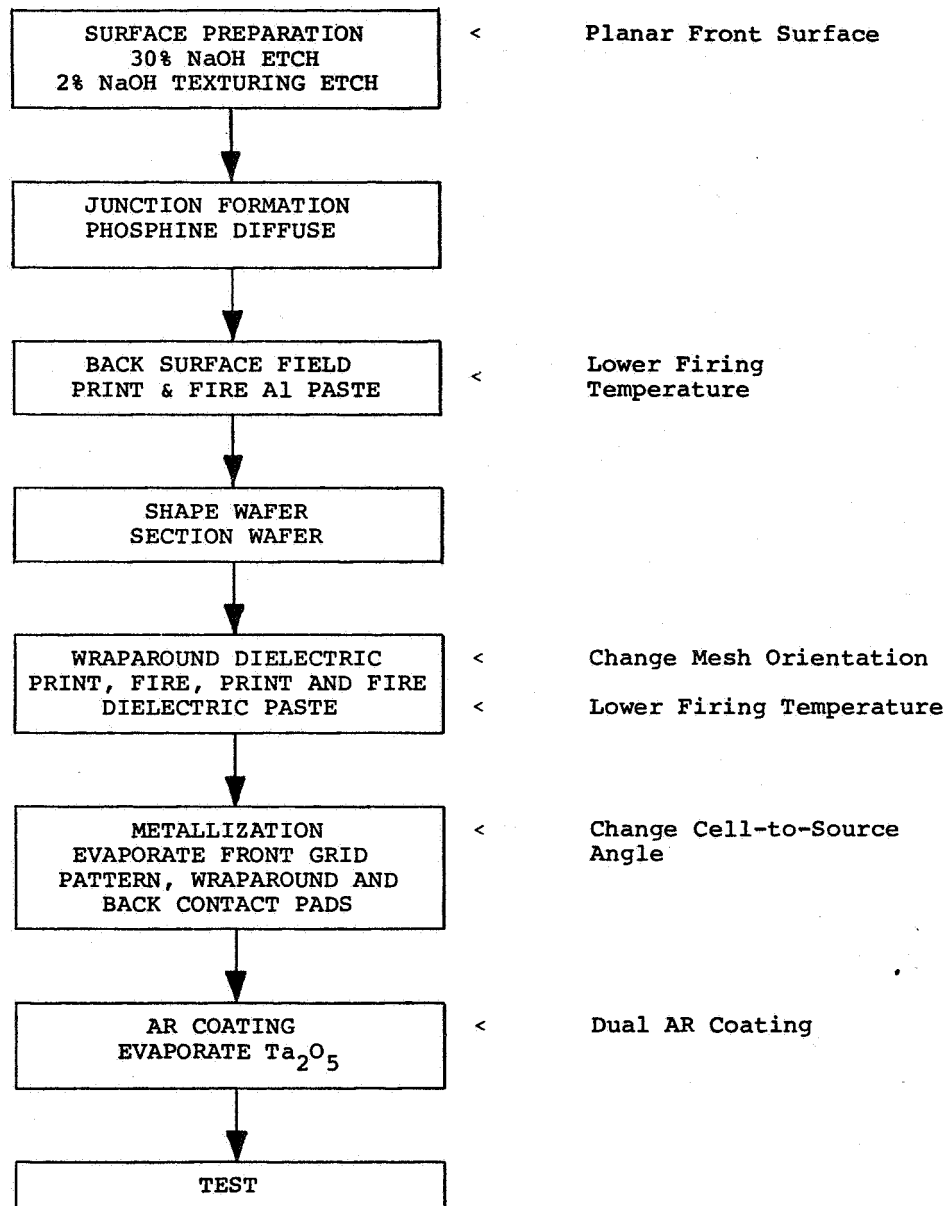 SURFACE PREPARATION
30% NaOH ETCH
2% NaOH TEXTURING ETCH
< Planar Front Surface
JUNCTION FORMATION
PHOSPHINE DIFFUSE
BACK SURFACE FIELD
PRINT & FIRE Al PASTE
< Lower Firing
Temperature
SHAPE WAFER
SECTION WAFER
WRAPAROUND DIELECTRIC
PRINT, FIRE, PRINT AND FIRE
DIELECTRIC PASTE
< Change Mesh Orientation
< Lower Firing Temperature
METALLIZATION
EVAPORATE FRONT GRID
PATTERN, WRAPAROUND AND
BACK CONTACT PADS
< Change Cell-to-Source
Angle
AR COATING
EVAPORATE Ta₂O₅
< Dual AR Coating
TEST